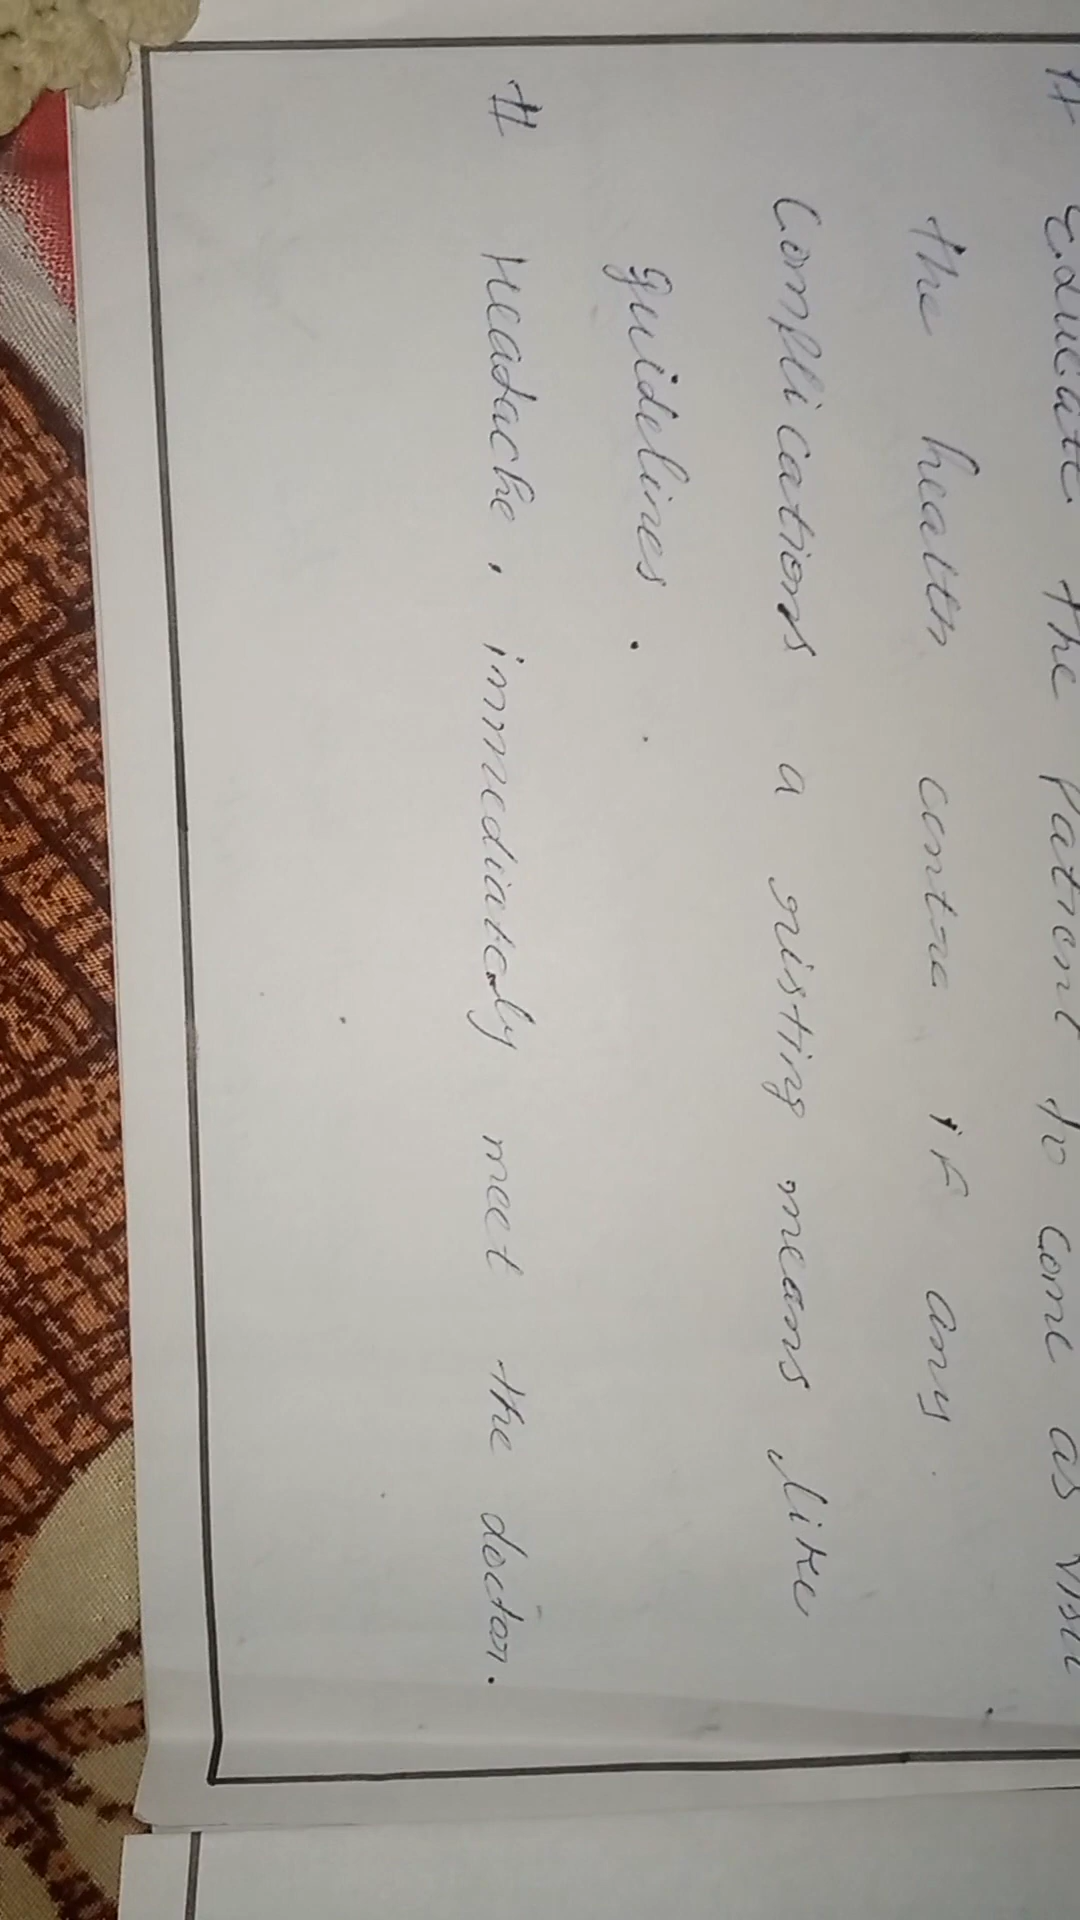 # Educate the Patient to come as visit
the health centre if any
Complications a risting means like
guidelines.
# Headache, immediately meet the doctor.